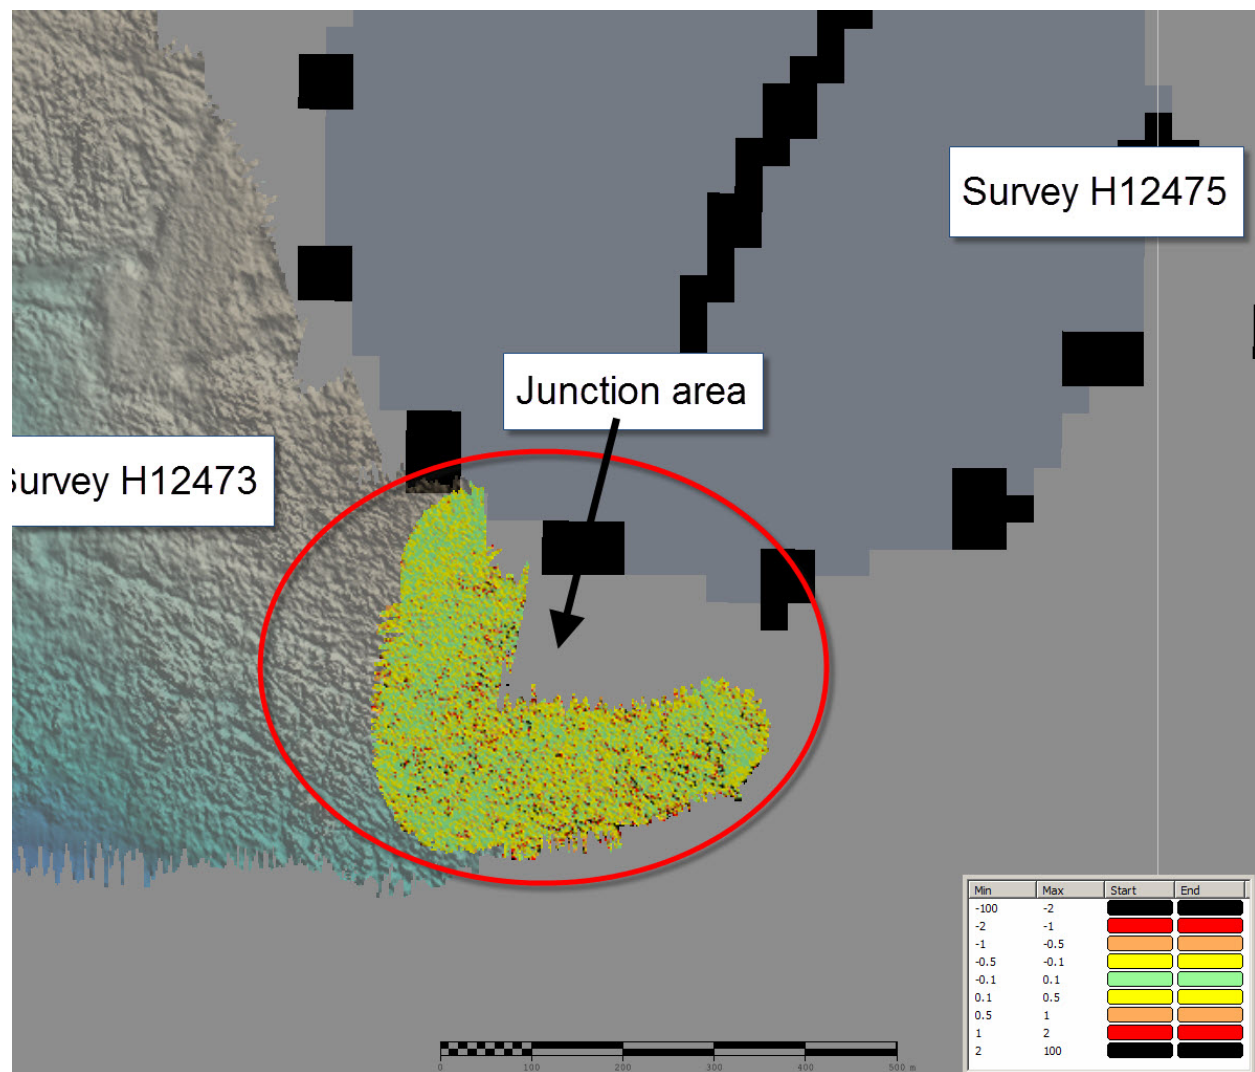 Survey H12475
Junction area
Survey H12473
Min Max Start End
-100 -2
-2 -1
-1 -0.5
-0.5 -0.1
-0.1 0.1
0.1 0.5
0.5 1
1 2
2 100
0 100 200 300 400 500 m